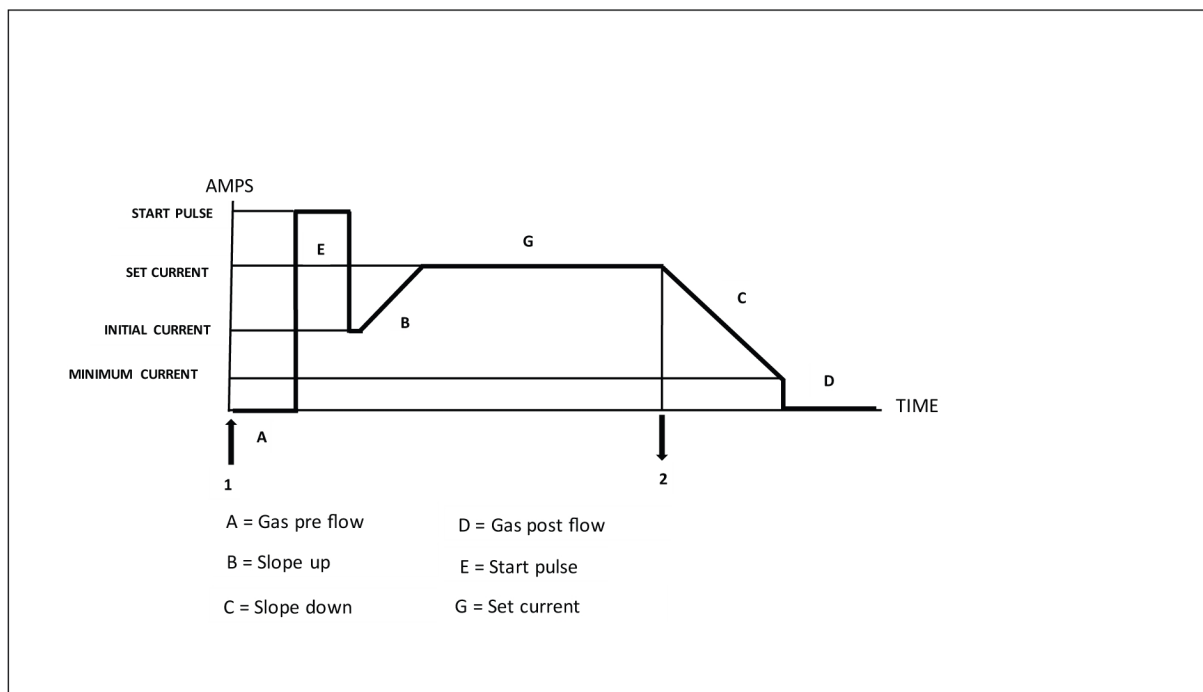 AMPS
START PULSE
E
G
SET CURRENT
C
INITIAL CURRENT
B
MINIMUM CURRENT
D
TIME
A
1
2
A = Gas pre flow
D = Gas post flow
B = Slope up
E = Start pulse
C = Slope down
G = Set current